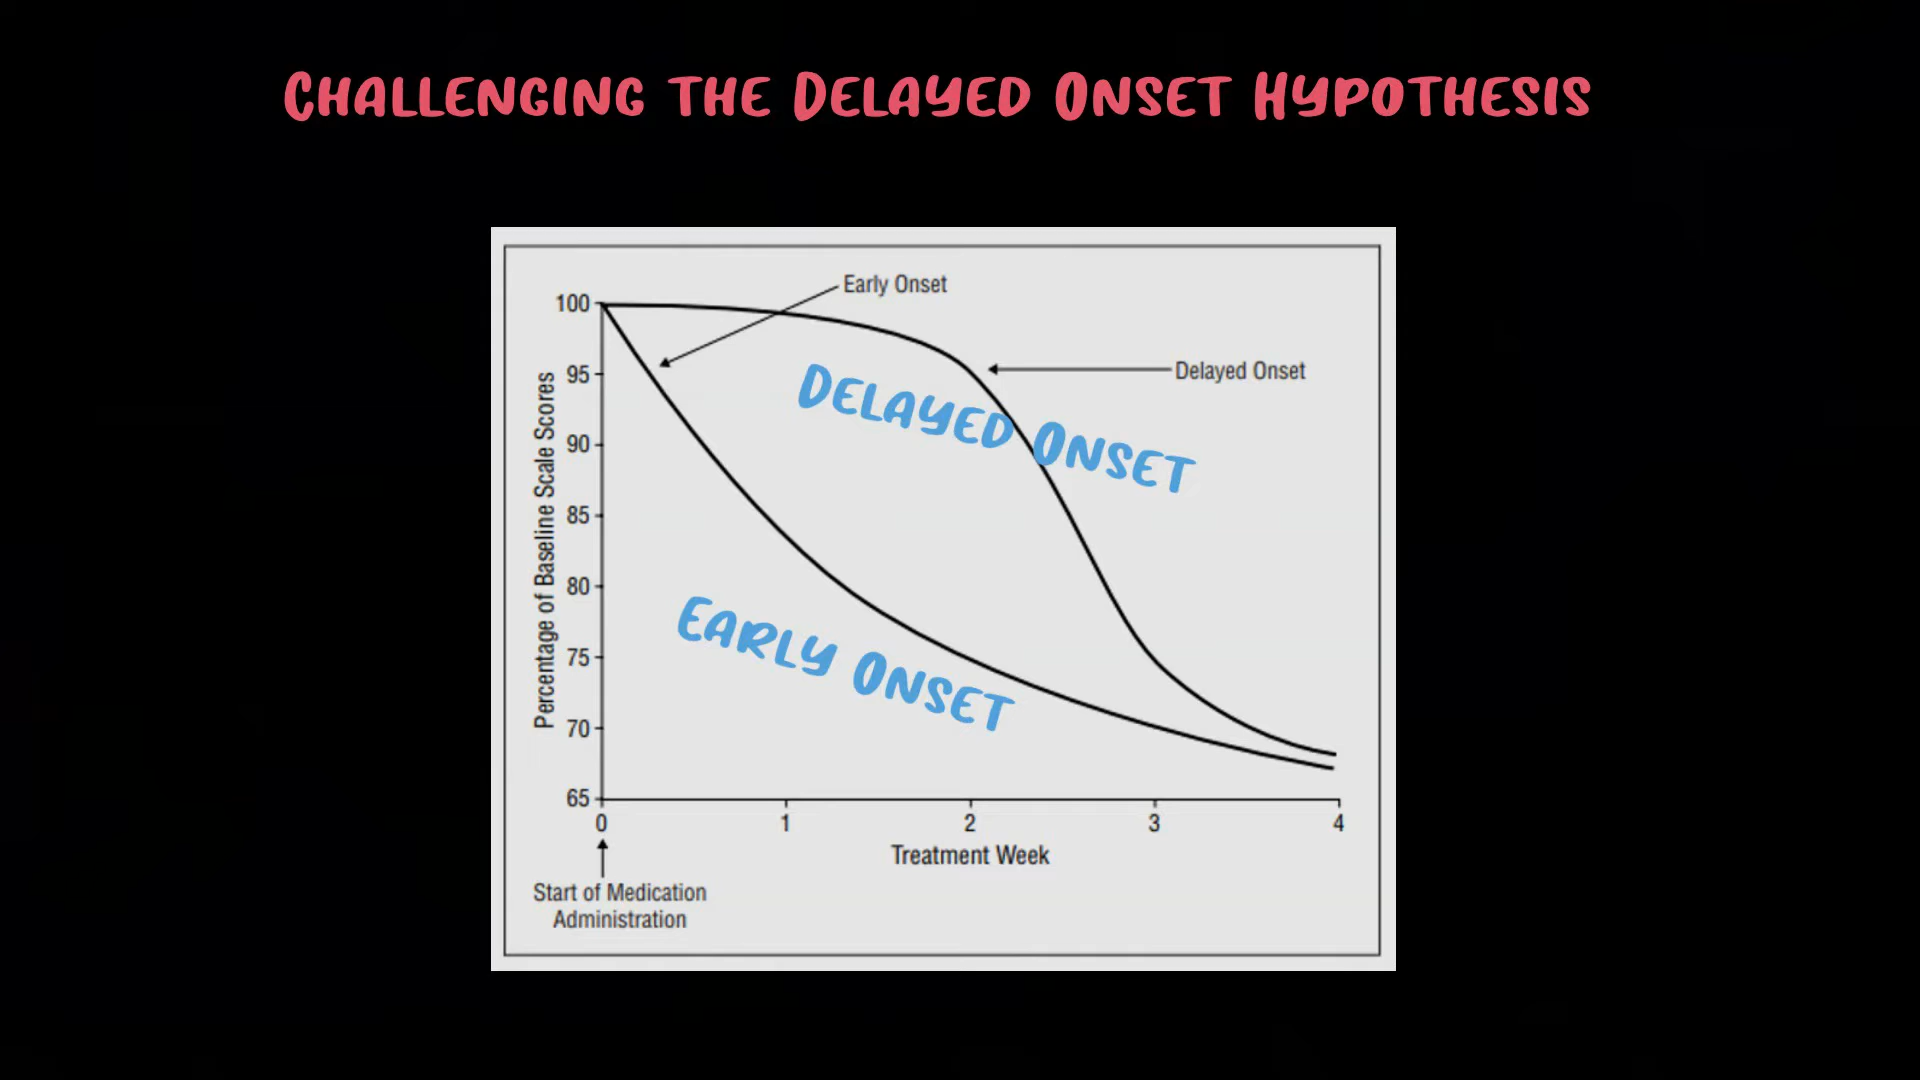 CHALLENGING THE DELAYED ONSET HYPOTHESIS
Early Onset
Delayed Onset
DELAYED ONSET
EARLY ONSET
Percentage of Baseline Scale Scores
100
95
90
85
80
75
70
65
0 1 2 3 4
Treatment Week
Start of Medication
Administration